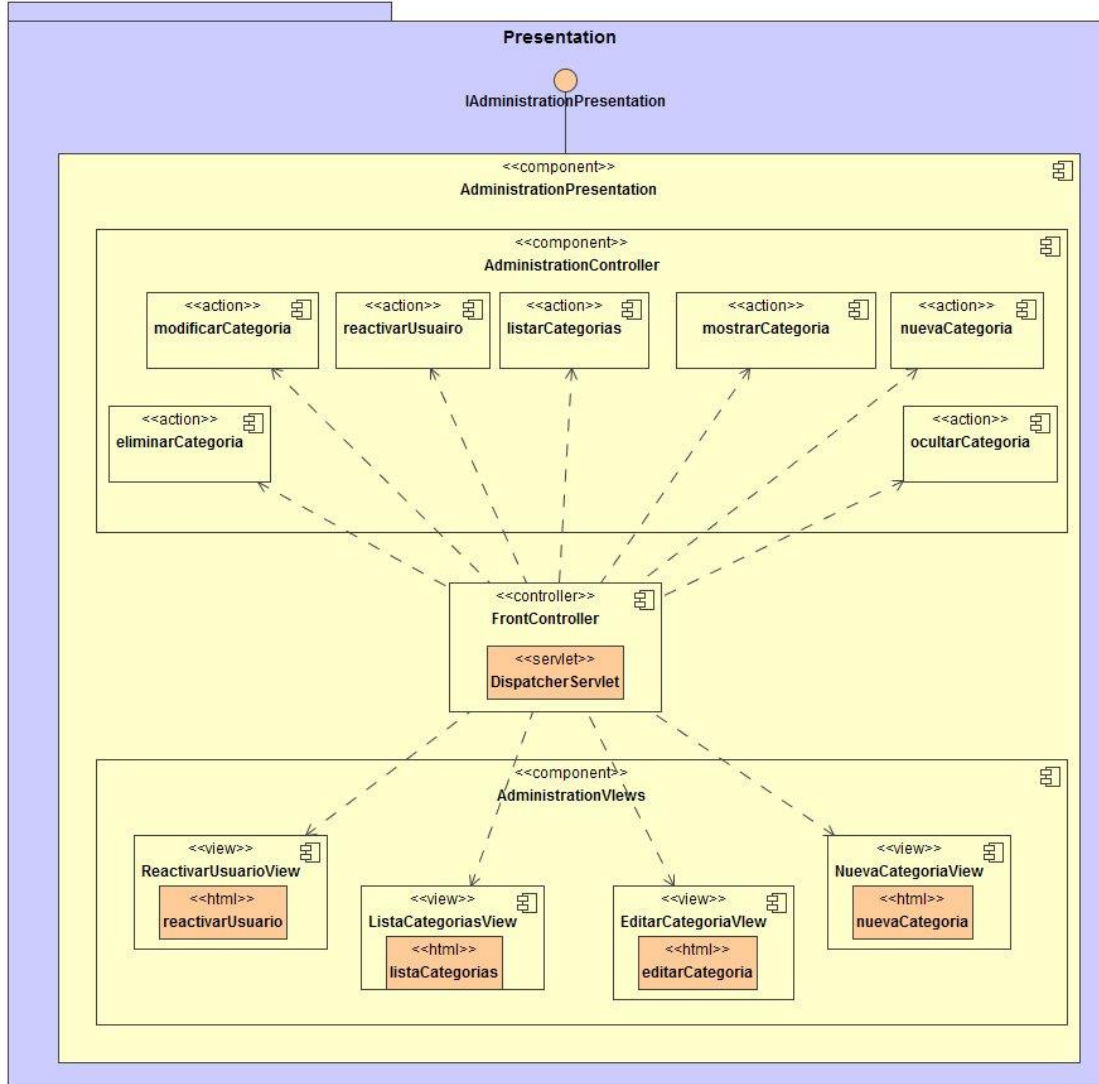 Presentation
IAdministrationPresentation
<<component>>
AdministrationPresentation
<<component>>
AdministrationController
<<action>>
modificarCategoria
<<action>>
reactivarUsuairo
<<action>>
listarCategorias
<<action>>
mostrarCategoria
<<action>>
nuevaCategoria
<<action>>
eliminarCategoria
<<action>>
ocultarCategoria
<<controller>>
FrontController
<<servlet>>
DispatcherServlet
<<component>>
AdministrationVIews
<<view>>
ReactivarUsuarioView
<<html>>
reactivarUsuario
<<view>>
ListaCategoriasView
<<html>>
listaCategorias
<<view>>
EditarCategoriaVIew
<<html>>
editarCategoria
<<view>>
NuevaCategoriaView
<<html>>
nuevaCategoria